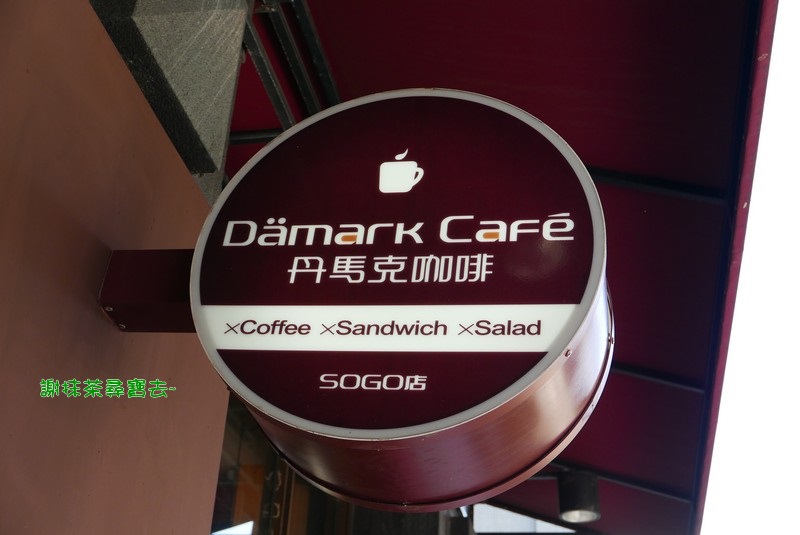 Dämark Café
丹馬克咖啡
×Coffee ×Sandwich ×Salad
SOGO店
謝抹茶尋寶去~